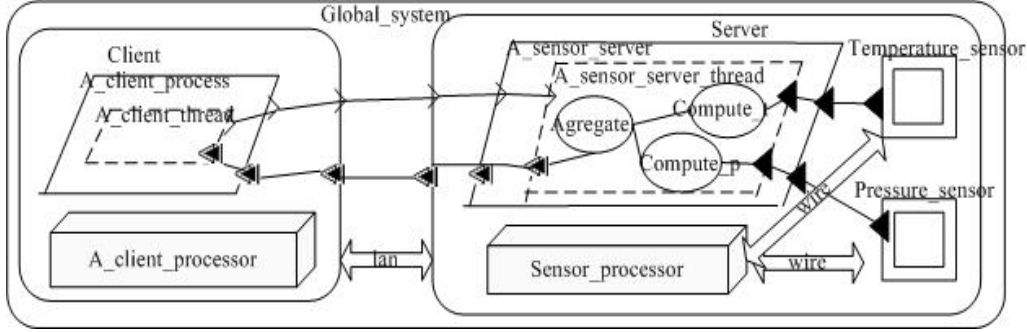 Global_system
Client
Server
A_client_process
A_sensor_server
Temperature_sensor
A_client_thread
A_sensor_server_thread
Agregate
Compute_t
Compute_p
Pressure_sensor
wire
A_client_processor
lan
Sensor_processor
wire